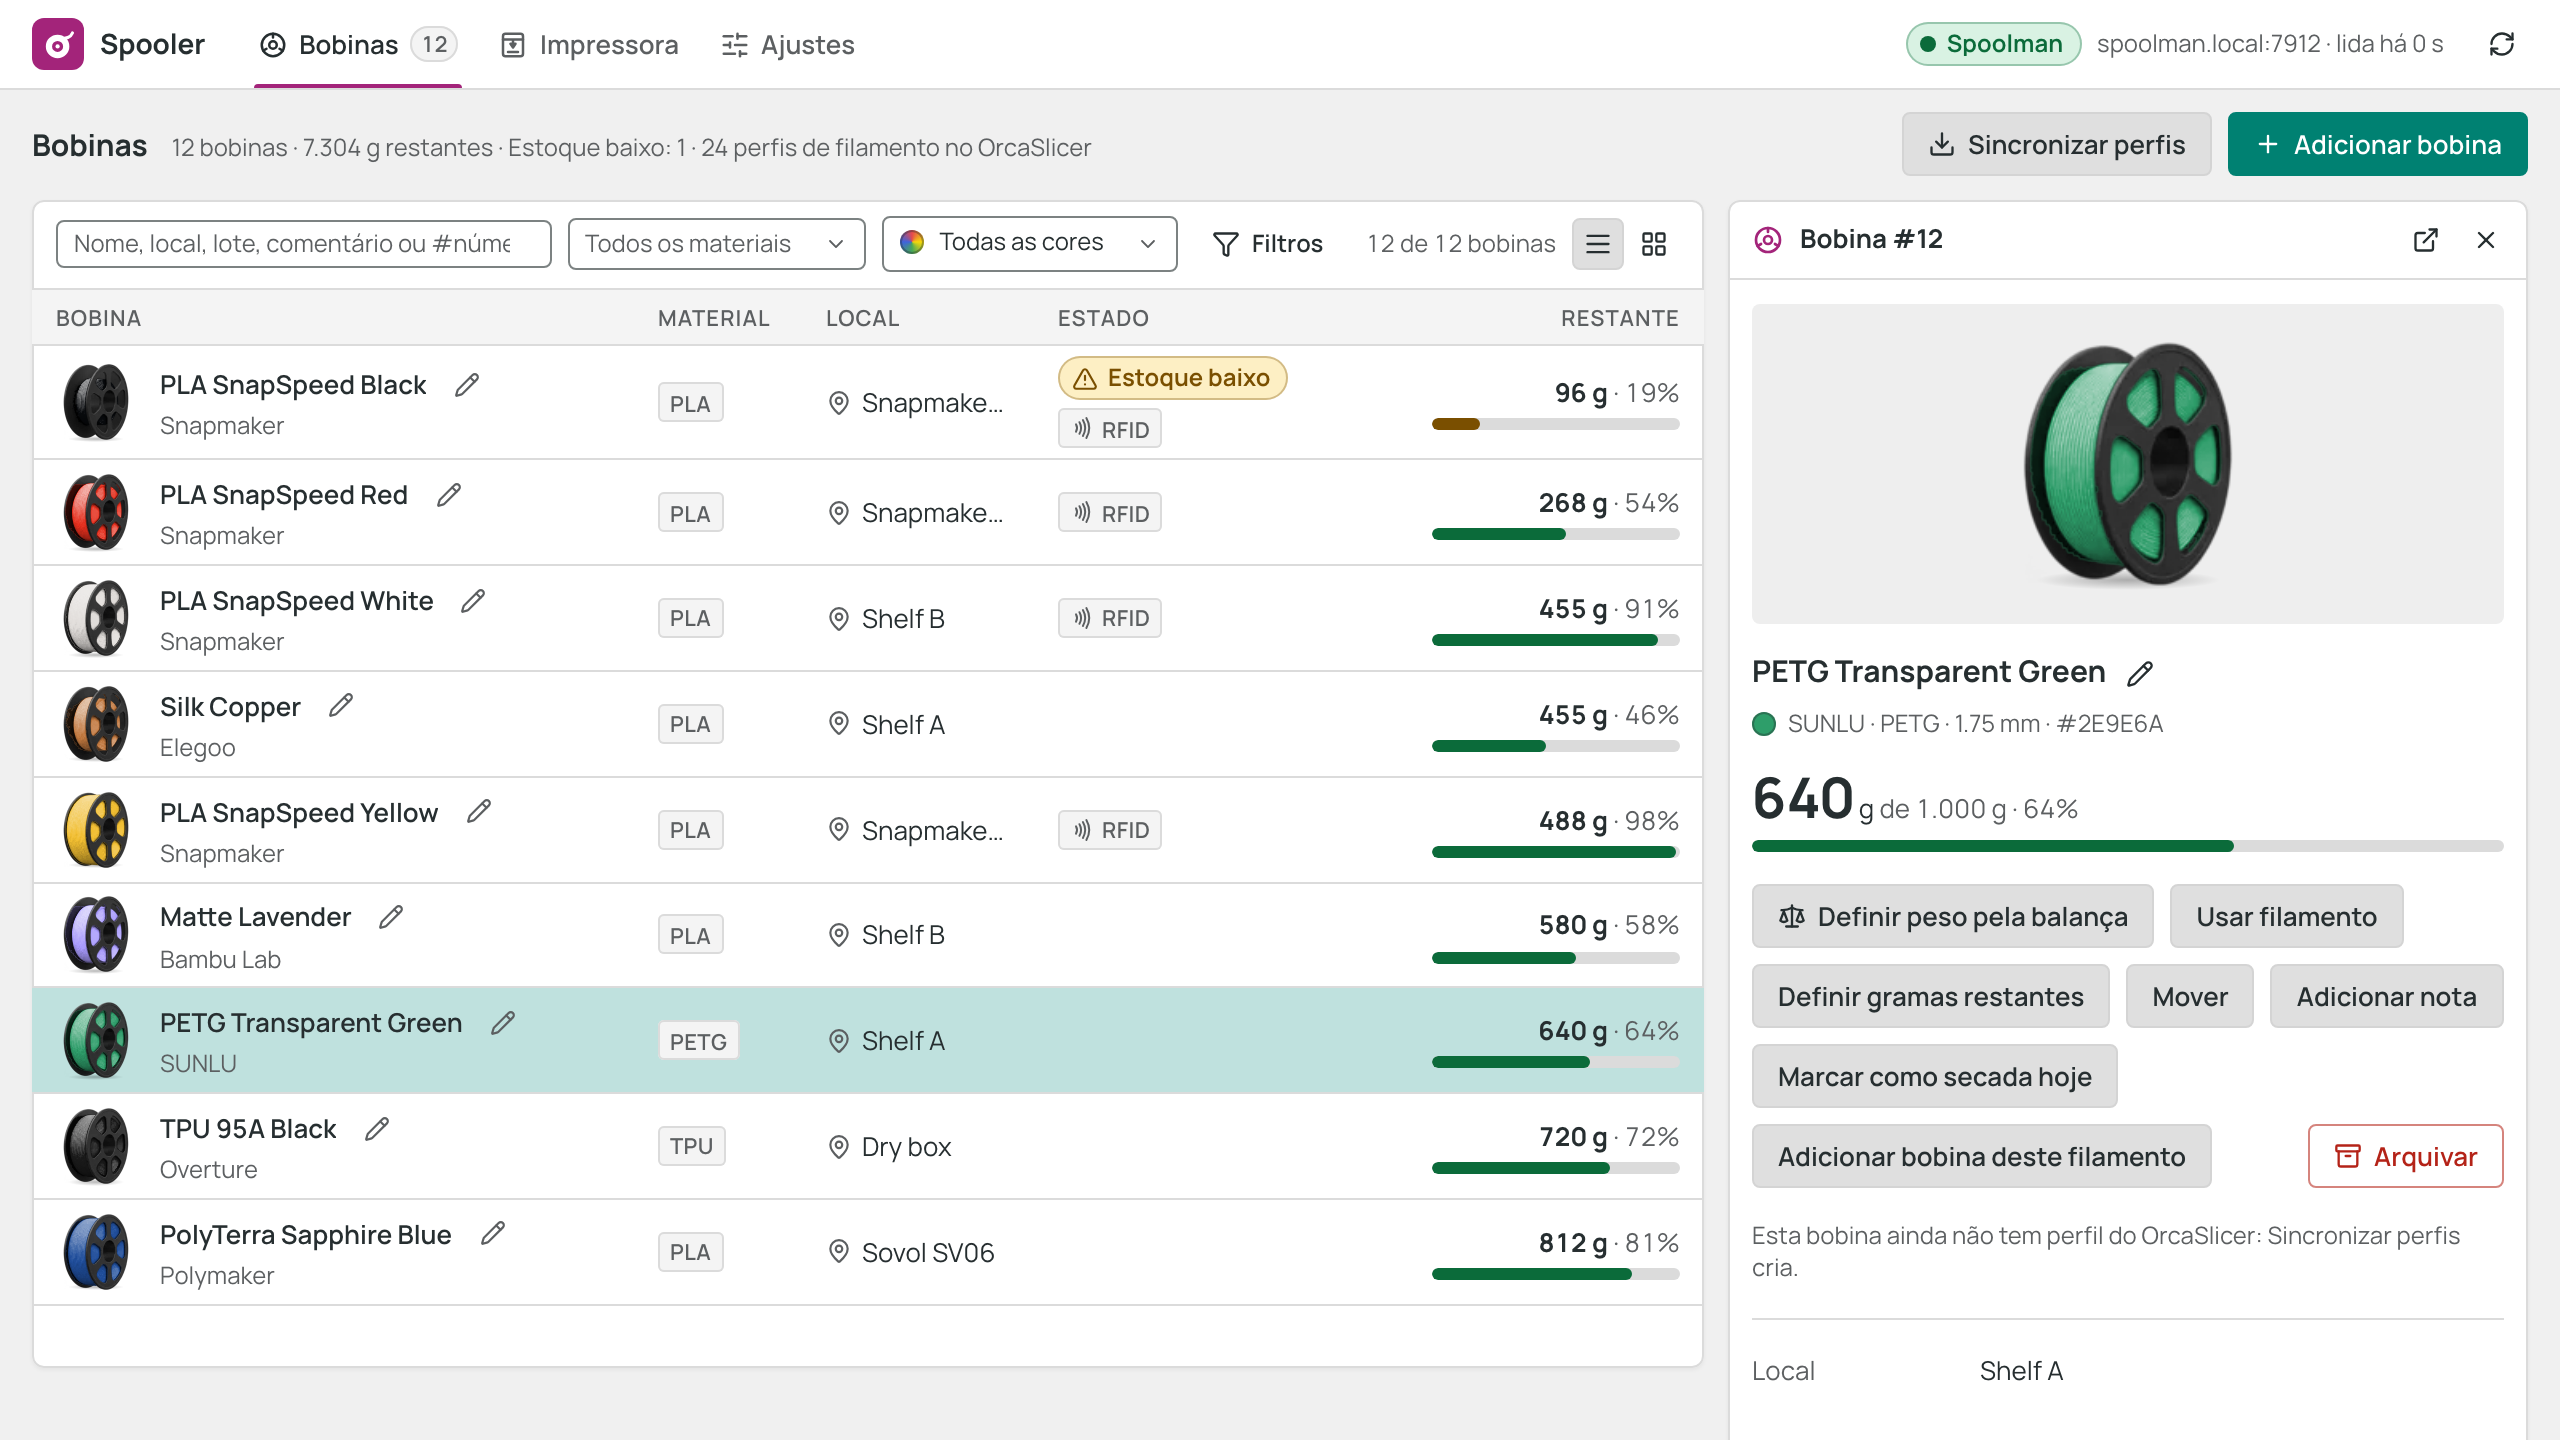 Spooler
Bobinas 12
Impressora
Ajustes
Spoolman
spoolman.local:7912 · lida há 0 s
Bobinas
12 bobinas · 7.304 g restantes · Estoque baixo: 1 · 24 perfis de filamento no OrcaSlicer
Sincronizar perfis
Adicionar bobina
Nome, local, lote, comentário ou #núme
Todos os materiais
Todas as cores
Filtros
12 de 12 bobinas
BOBINA MATERIAL LOCAL ESTADO RESTANTE
PLA SnapSpeed Black
Snapmaker
PLA
Snapmake...
Estoque baixo
RFID
96 g · 19%
PLA SnapSpeed Red
Snapmaker
PLA
Snapmake...
RFID
268 g · 54%
PLA SnapSpeed White
Snapmaker
PLA
Shelf B
RFID
455 g · 91%
Silk Copper
Elegoo
PLA
Shelf A
455 g · 46%
PLA SnapSpeed Yellow
Snapmaker
PLA
Snapmake...
RFID
488 g · 98%
Matte Lavender
Bambu Lab
PLA
Shelf B
580 g · 58%
PETG Transparent Green
SUNLU
PETG
Shelf A
640 g · 64%
TPU 95A Black
Overture
TPU
Dry box
720 g · 72%
PolyTerra Sapphire Blue
Polymaker
PLA
Sovol SV06
812 g · 81%
Bobina #12
PETG Transparent Green
SUNLU · PETG · 1.75 mm · #2E9E6A
640 g de 1.000 g · 64%
Definir peso pela balança
Usar filamento
Definir gramas restantes
Mover
Adicionar nota
Marcar como secada hoje
Adicionar bobina deste filamento
Arquivar
Esta bobina ainda não tem perfil do OrcaSlicer: Sincronizar perfis
cria.
Local Shelf A